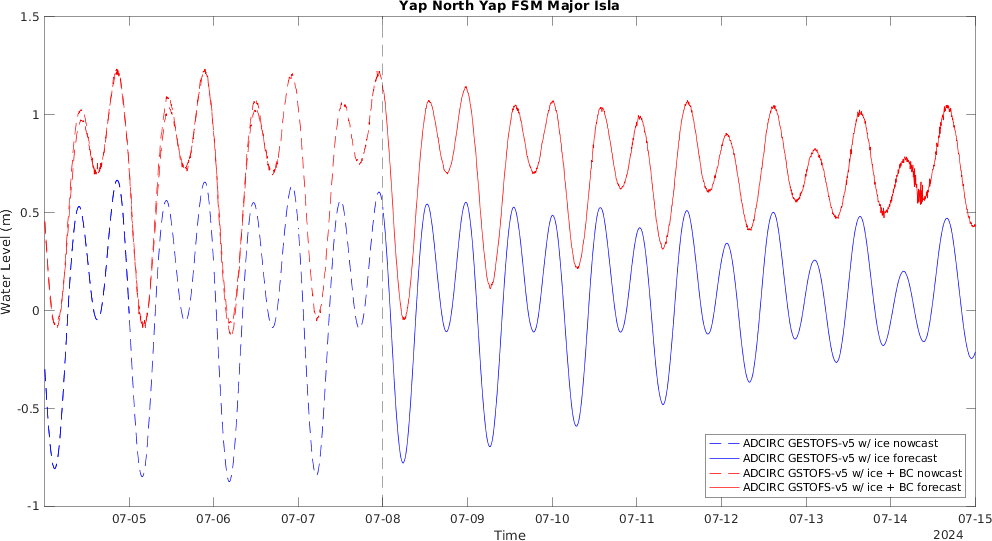 Yap North Yap FSM Major Isla
1.5
1
0.5
0
-0.5
-1
Water Level (m)
07-05
07-06
07-07
07-08
07-09
07-10
07-11
07-12
07-13
07-14
07-15
Time
2024
ADCIRC GESTOFS-v5 w/ ice nowcast
ADCIRC GESTOFS-v5 w/ ice forecast
ADCIRC GSTOFS-v5 w/ ice + BC nowcast
ADCIRC GSTOFS-v5 w/ ice + BC forecast